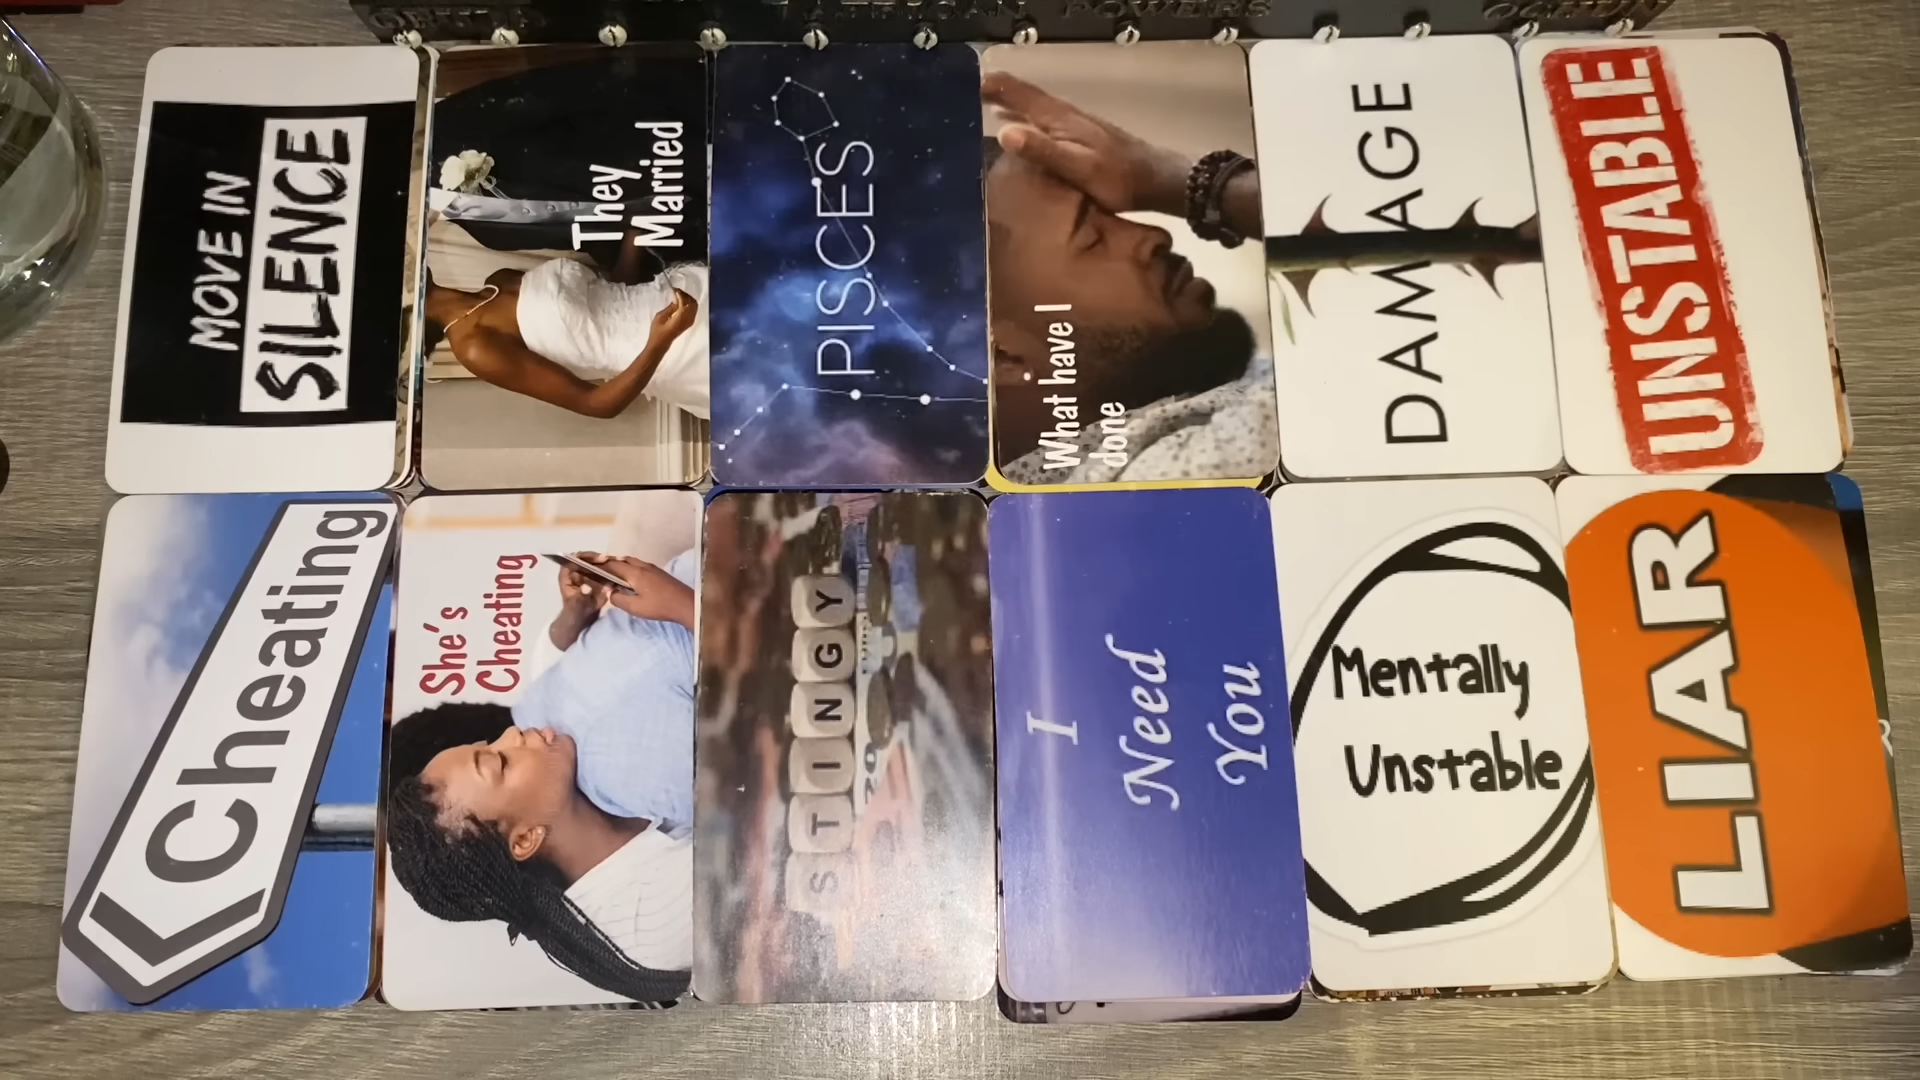 MOVE IN
SILENCE
They
Married
PISCES
What have I
done
DAMAGE
UNSTABLE
Cheating
She's
Cheating
STINGY
I
Need
You
Mentally
Unstable
LIAR